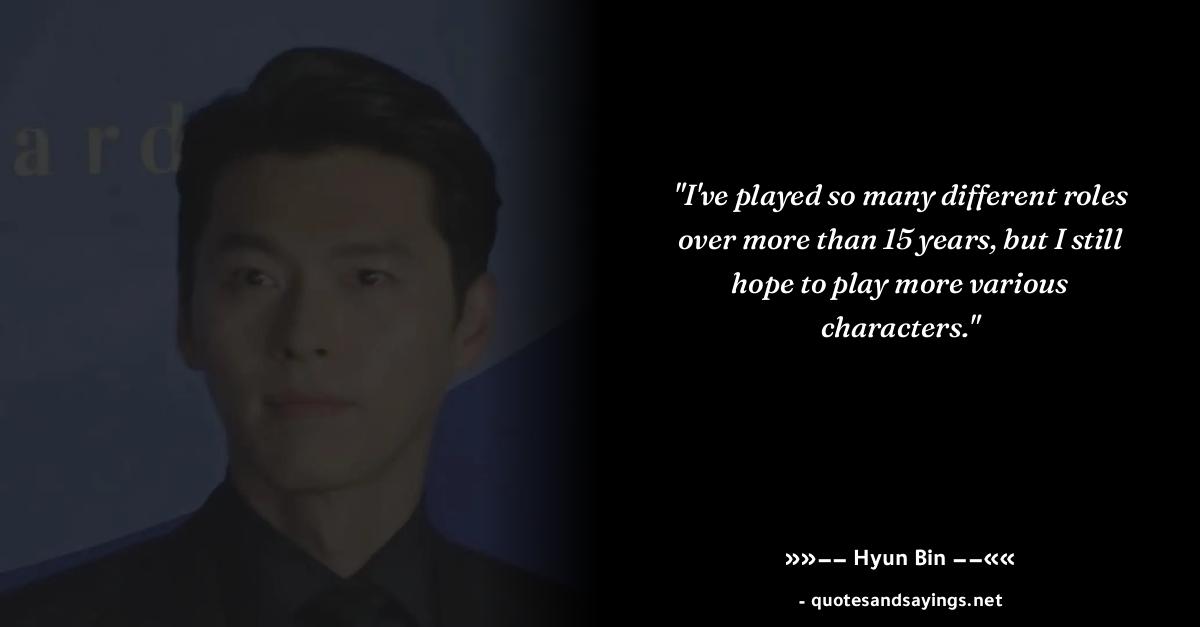 ard
"I've played so many different roles
over more than 15 years, but I still
hope to play more various
characters."
»»−− Hyun Bin −−««
- quotesandsayings.net